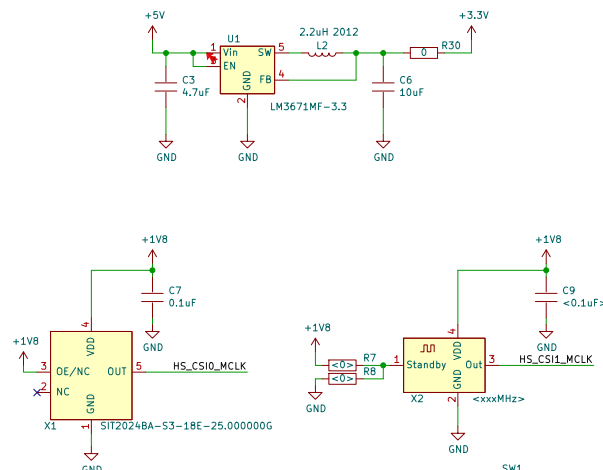 +5V
+3.3V
U1
2.2uH 2012
L2
1
Vin
SW
5
EN
0
R30
C3
4.7uF
GND
FB
4
C6
10uF
2
LM3671MF-3.3
GND
GND
GND
+1V8
+1V8
C7
0.1uF
C9
<0.1uF>
4
VDD
GND
+1V8
+1V8
4
VDD
GND
3
OE/NC
OUT
5
HS_CSI0_MCLK
<0>
R7
1
Standby
Out
3
HS_CSI1_MCLK
<0>
R8
2
NC
GND
GND
GND
X2
2
<xxxMHz>
X1
1
SIT2024BA-S3-18E-25.000000G
GND
GND
SW1